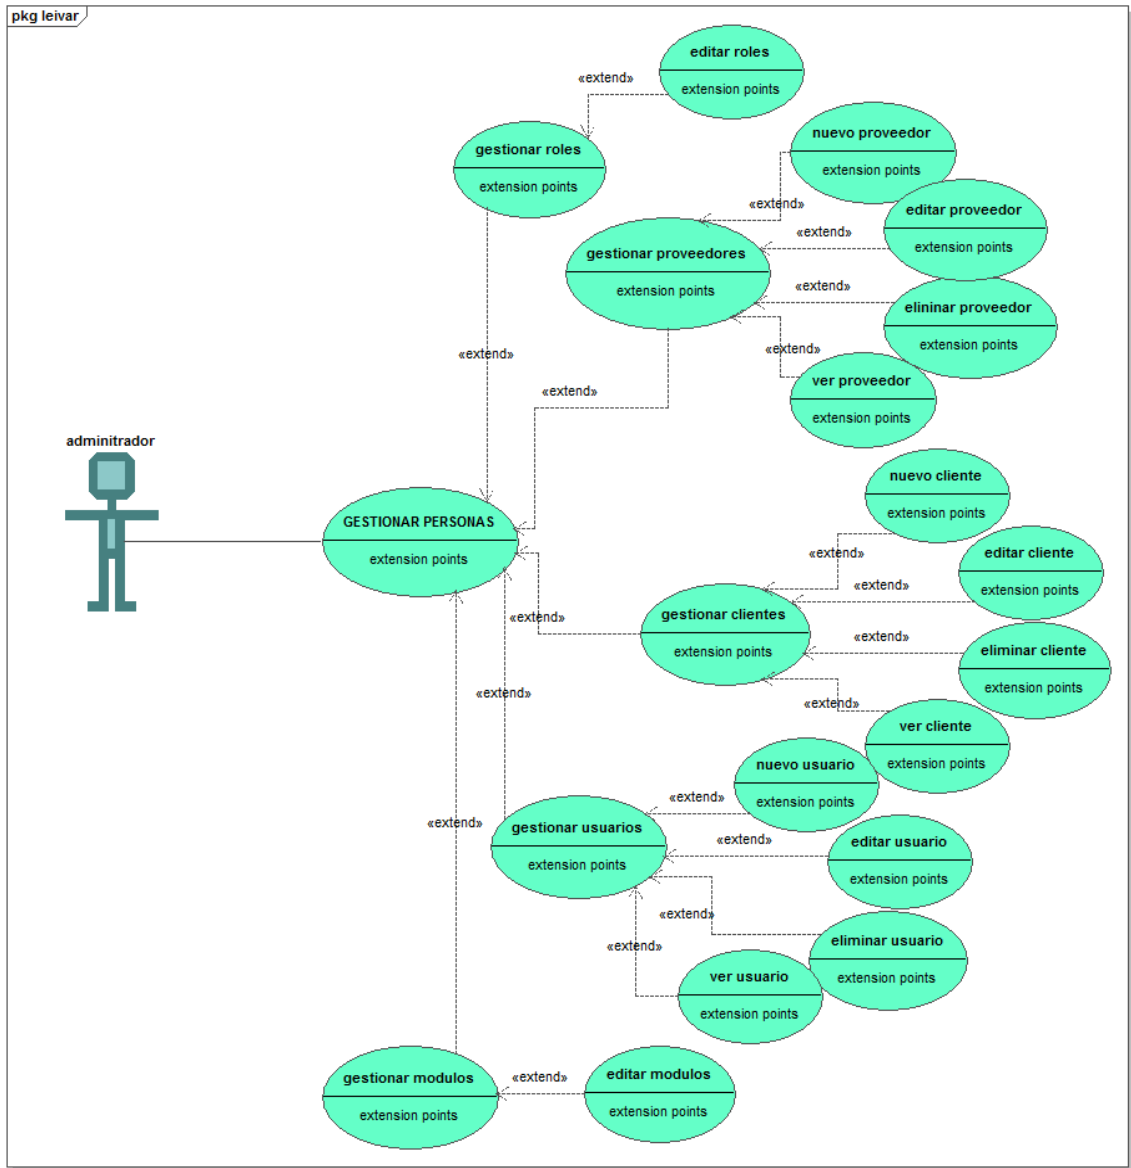 pkg leivar
editar roles
extension points
«extend»
gestionar roles
extension points
nuevo proveedor
extension points
«extend»
editar proveedor
extension points
«extend»
gestionar proveedores
extension points
«extend»
elininar proveedor
extension points
«extend»
ver proveedor
extension points
«extend»
«extend»
adminitrador
GESTIONAR PERSONAS
extension points
nuevo cliente
extension points
«extend»
editar cliente
extension points
«extend»
gestionar clientes
extension points
«extend»
«extend»
eliminar cliente
extension points
«extend»
ver cliente
extension points
«extend»
nuevo usuario
extension points
«extend»
gestionar usuarios
extension points
«extend»
«extend»
editar usuario
extension points
«extend»
eliminar usuario
extension points
«extend»
ver usuario
extension points
gestionar modulos
extension points
«extend»
editar modulos
extension points